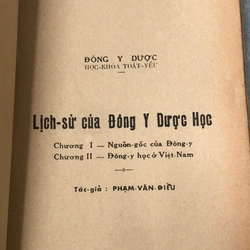 ĐÔNG Y DƯỢC
HỌC-KHÓA TOÁT-YẾU
Lịch-sử của Đông Y Dược Học
Chương I — Nguồn-gốc của Đông-y
Chương II — Đông-y học ở Việt-Nam
Tác-giả : PHẠM-VĂN-ĐIỀU